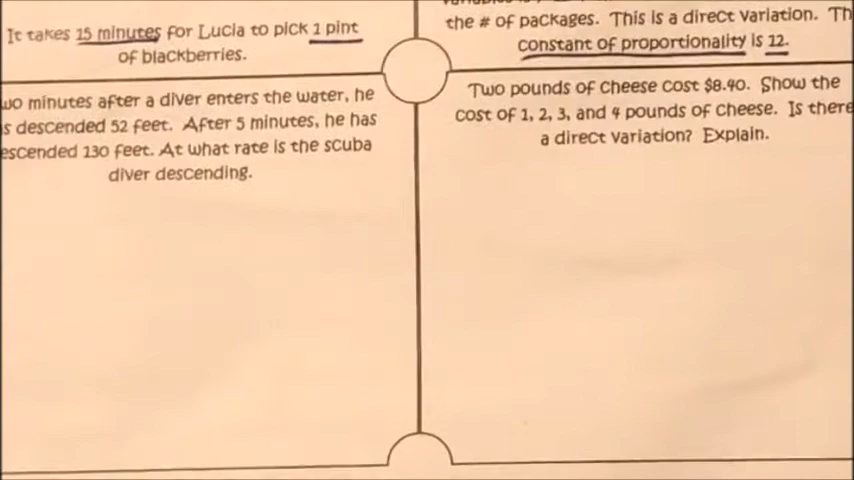 It takes 15 minutes for Lucia to pick 1 pint
of blackberries.
the # of packages. This is a direct variation. Th
constant of proportionality is 12.
wo minutes after a diver enters the water, he
s descended 52 feet. After 5 minutes, he has
escended 130 feet. At what rate is the scuba
diver descending.
Two pounds of cheese cost $8.40. Show the
cost of 1, 2, 3, and 4 pounds of cheese. Is there
a direct variation? Explain.